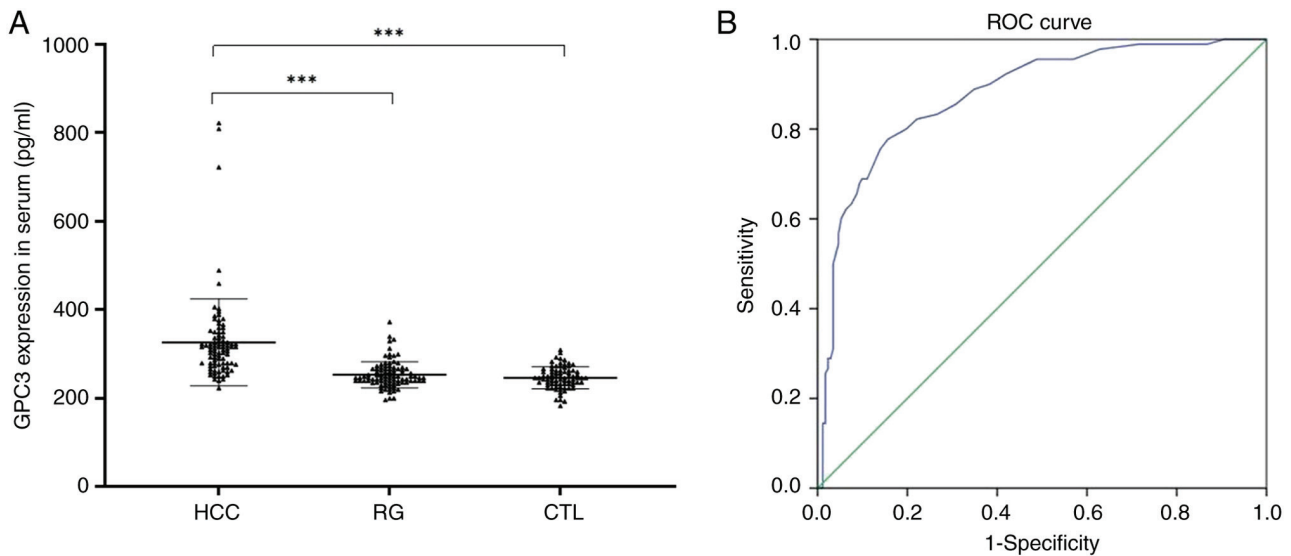 A
GPC3 expression in serum (pg/ml)
1000
800
600
400
200
0
***
***
HCC RG CTL
B
ROC curve
Sensitivity
1.0
0.8
0.6
0.4
0.2
0.0
0.0 0.2 0.4 0.6 0.8 1.0
1-Specificity